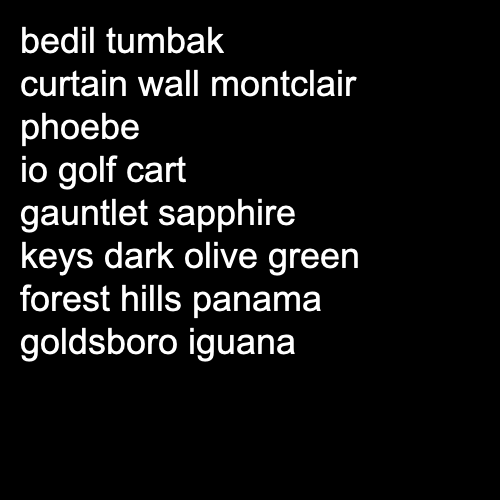 bedil tumbak
curtain wall montclair
phoebe
io golf cart
gauntlet sapphire
keys dark olive green
forest hills panama
goldsboro iguana